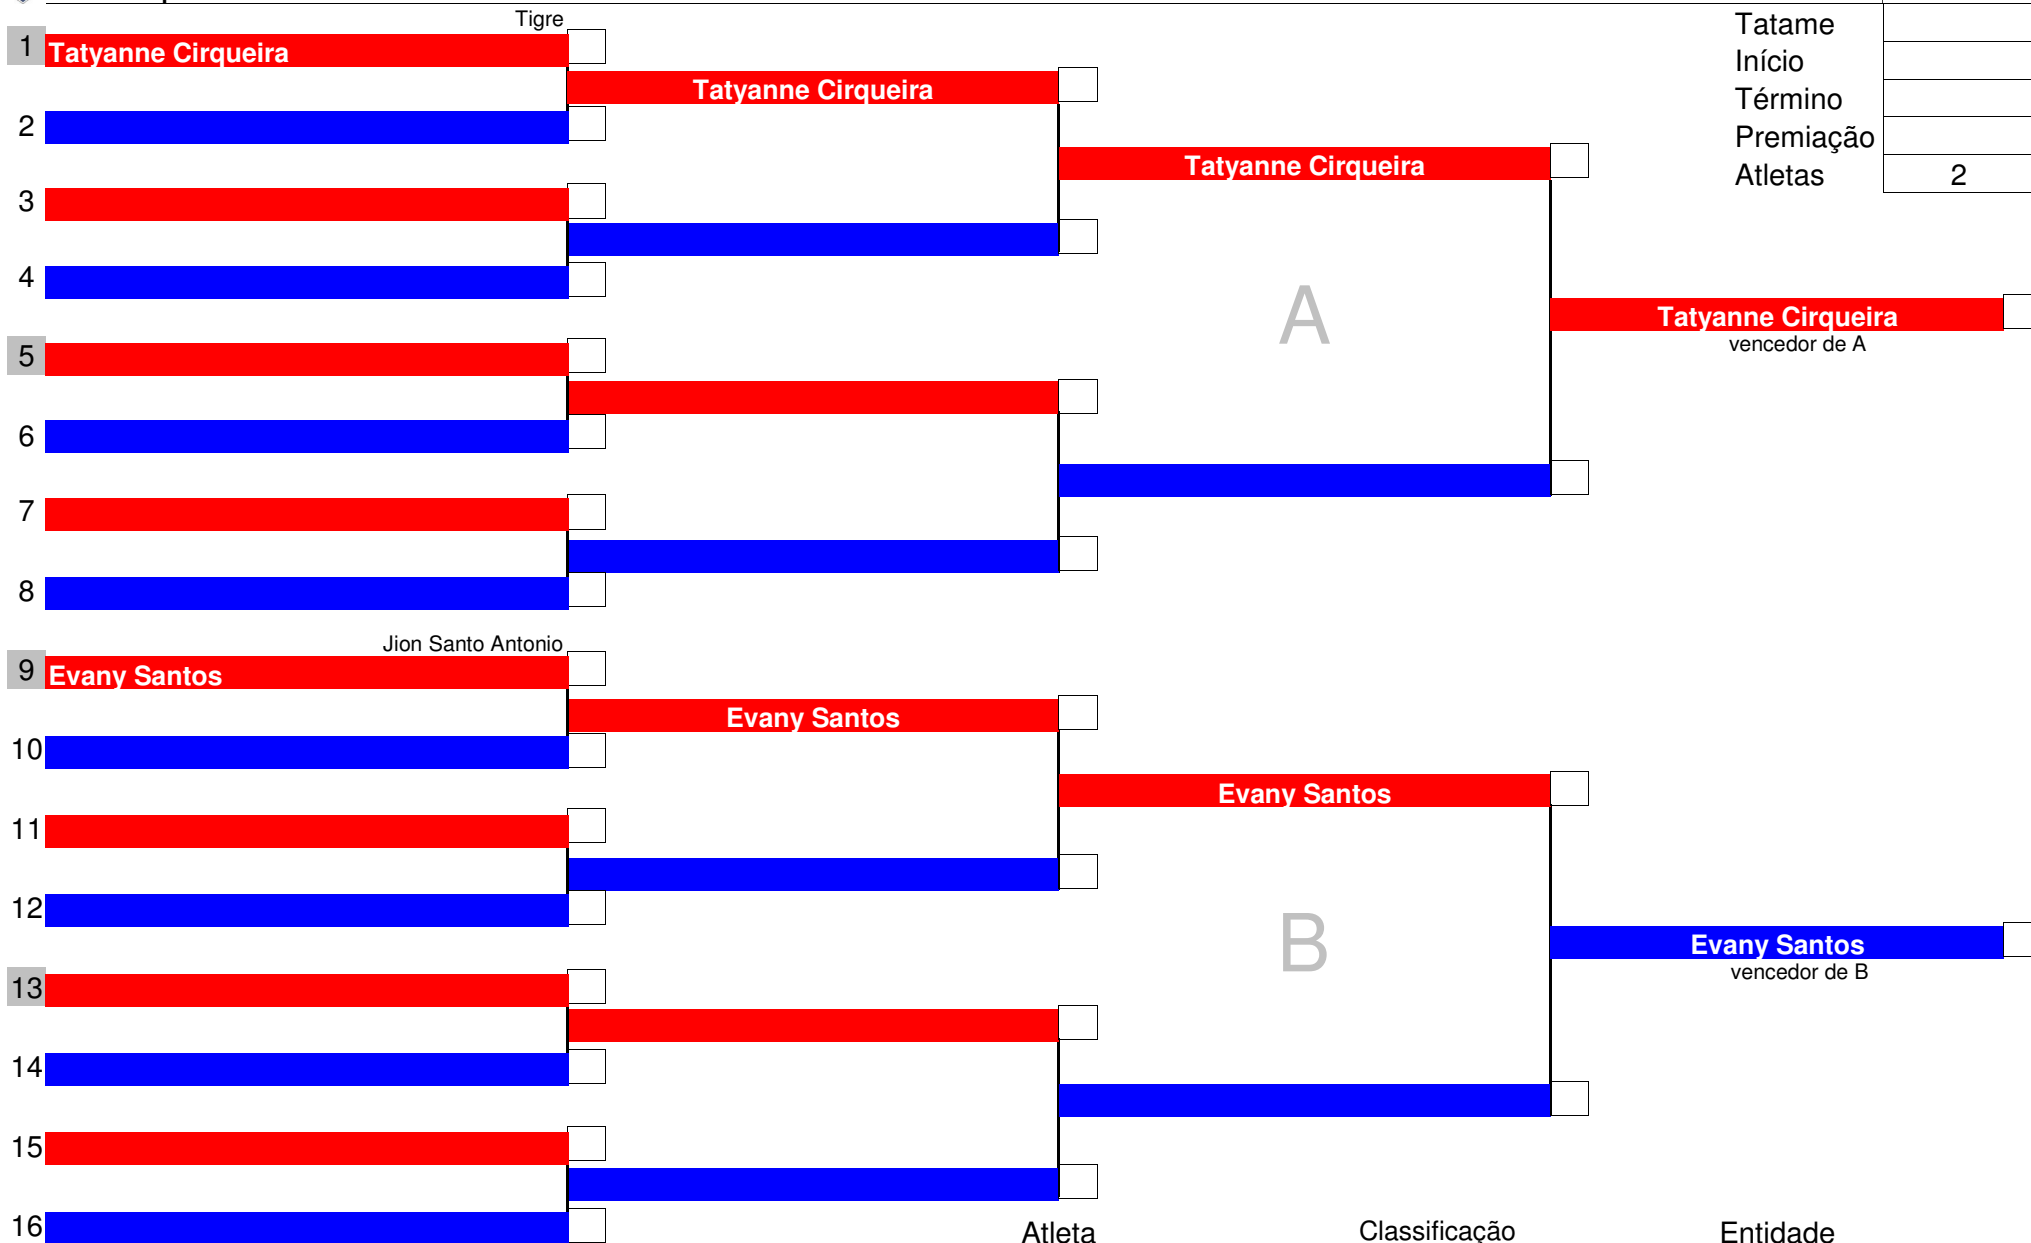 Tigre
1 Tatyanne Cirqueira
Tatyanne Cirqueira
2
Tatyanne Cirqueira
3
4
A
Tatyanne Cirqueira
vencedor de A
5
6
7
8
Tatame
Início
Término
Premiação
Atletas 2
Jion Santo Antonio
9 Evany Santos
Evany Santos
10
Evany Santos
11
12
B
Evany Santos
vencedor de B
13
14
15
16
Atleta Classificação Entidade